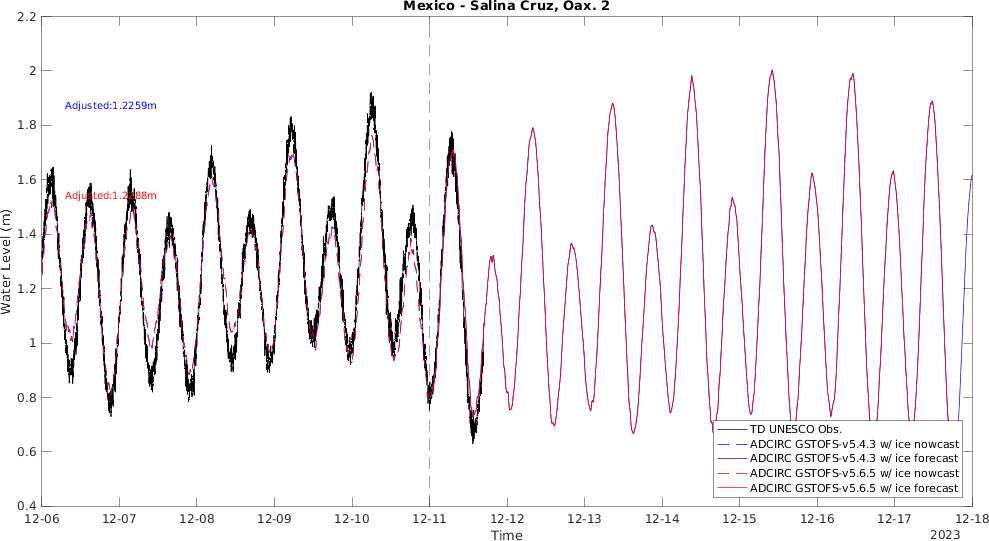 Mexico - Salina Cruz, Oax. 2
2.2
2
1.8
1.6
1.4
1.2
1
0.8
0.6
0.4
Water Level (m)
Adjusted:1.2259m
Adjusted:1.2288m
TD UNESCO Obs.
ADCIRC GSTOFS-v5.4.3 w/ ice nowcast
ADCIRC GSTOFS-v5.4.3 w/ ice forecast
ADCIRC GSTOFS-v5.6.5 w/ ice nowcast
ADCIRC GSTOFS-v5.6.5 w/ ice forecast
12-06 12-07 12-08 12-09 12-10 12-11 12-12 12-13 12-14 12-15 12-16 12-17 12-18
Time
2023